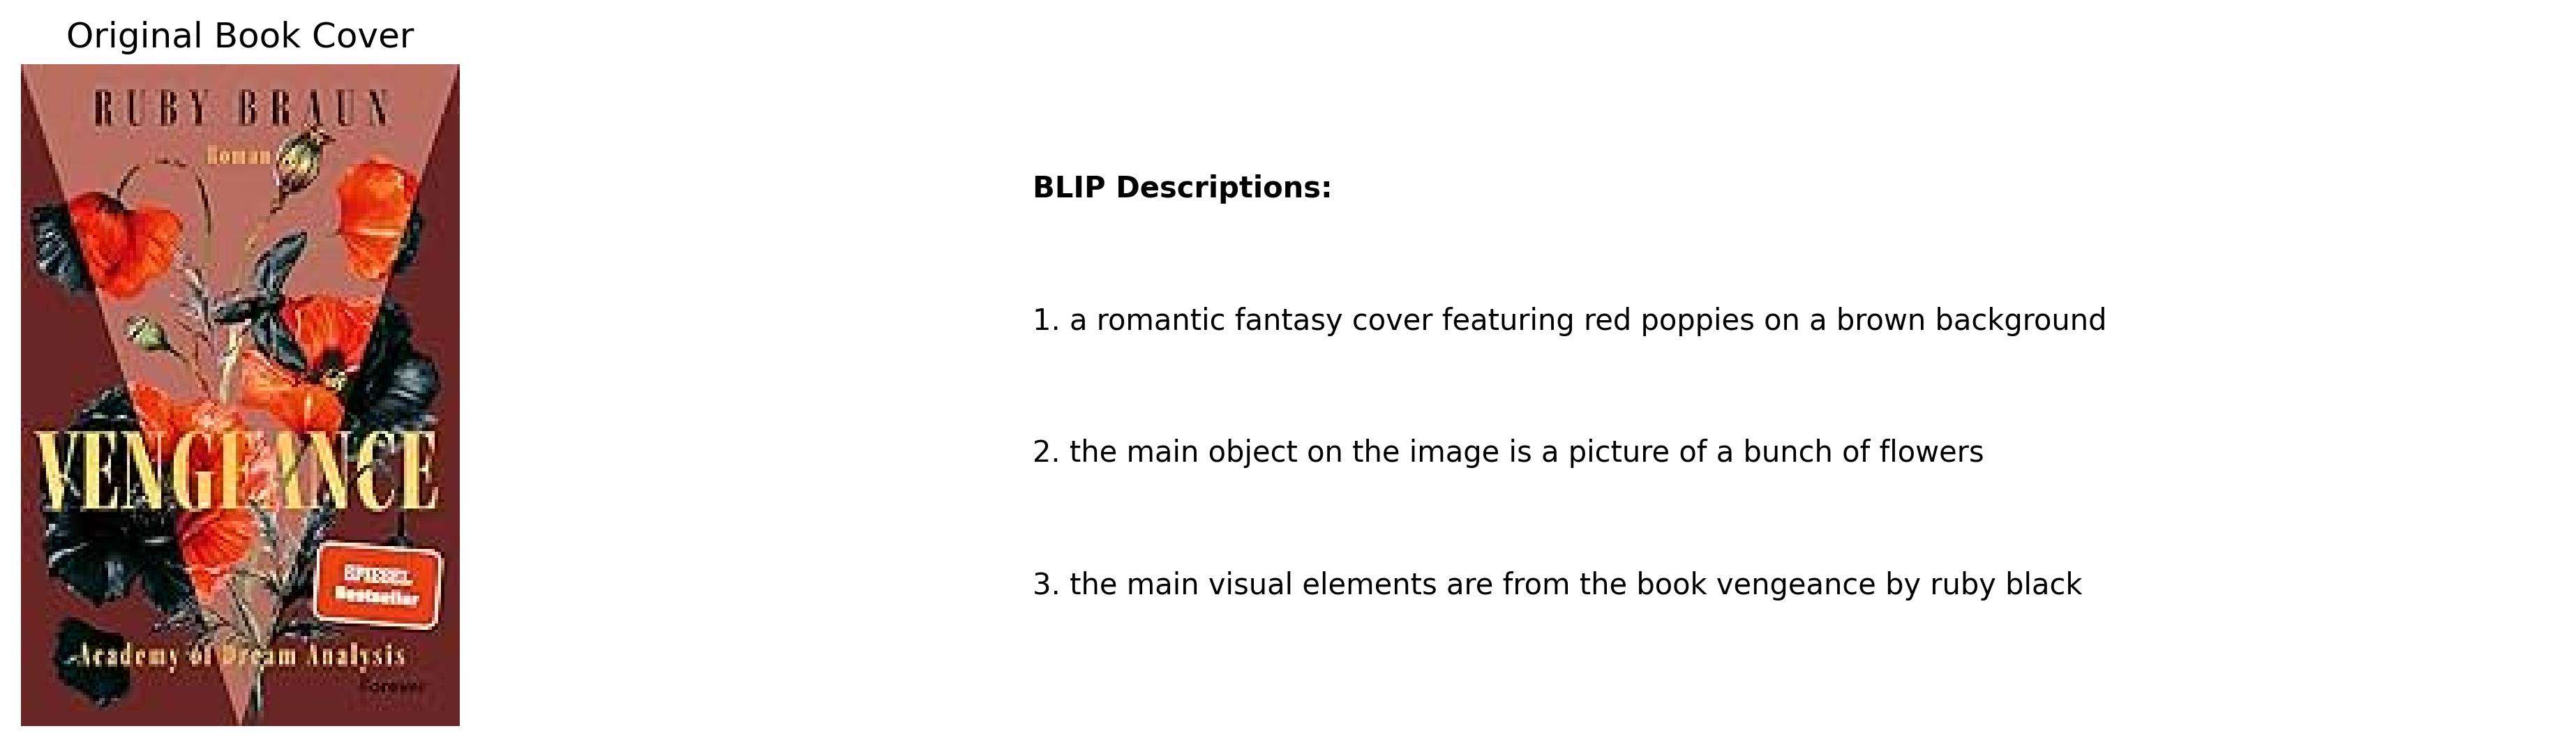 Original Book Cover
RUBY BRAUN
Roman
VENGEANCE
SPIEGEL
Bestseller
Academy of Dream Analysis
Forever
BLIP Descriptions:
1. a romantic fantasy cover featuring red poppies on a brown background
2. the main object on the image is a picture of a bunch of flowers
3. the main visual elements are from the book vengeance by ruby black